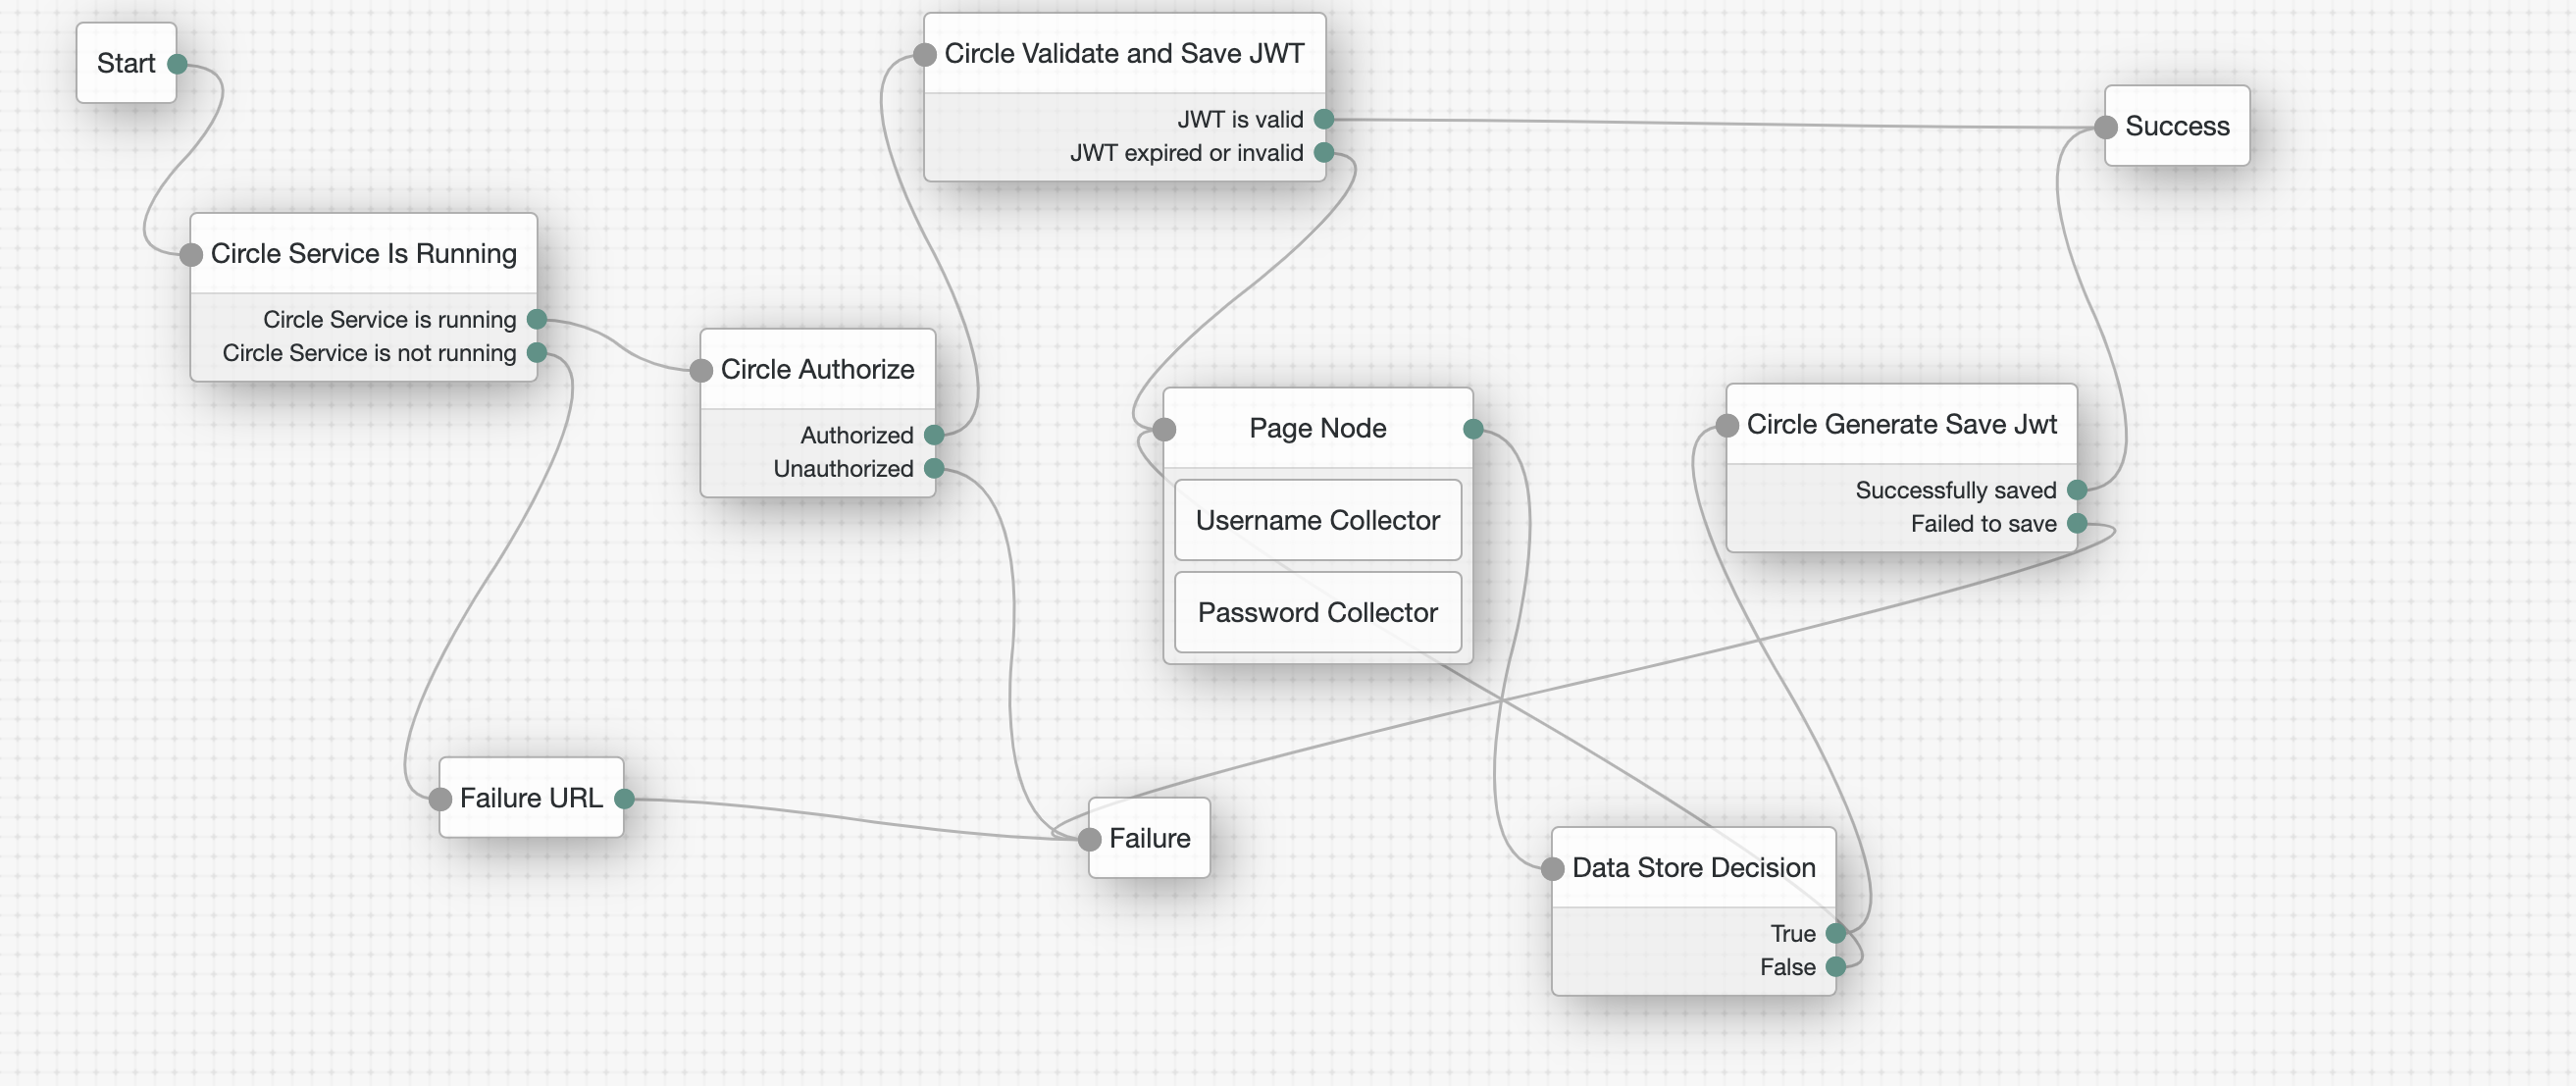 Start
Circle Service Is Running
Circle Service is running
Circle Service is not running
Circle Authorize
Authorized
Unauthorized
Circle Validate and Save JWT
JWT is valid
JWT expired or invalid
Page Node
Username Collector
Password Collector
Circle Generate Save Jwt
Successfully saved
Failed to save
Success
Failure URL
Failure
Data Store Decision
True
False